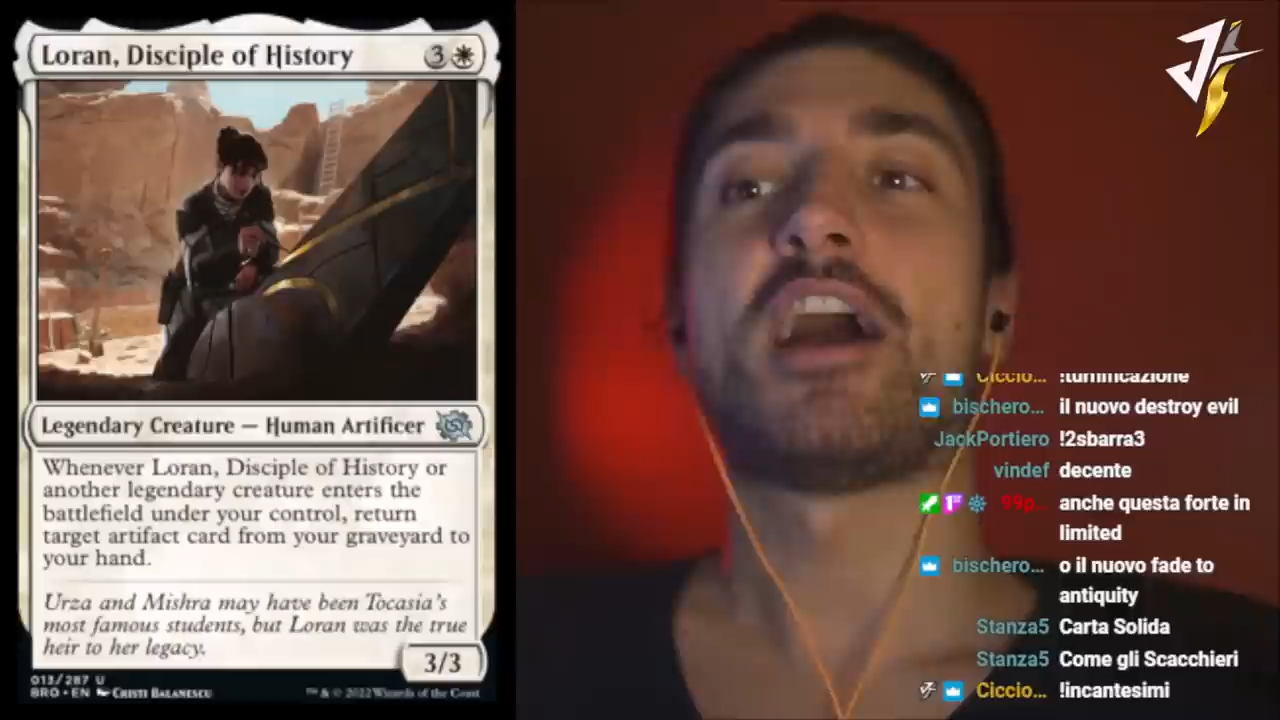 Loran, Disciple of History 3
Legendary Creature — Human Artificer
Whenever Loran, Disciple of History or
another legendary creature enters the
battlefield under your control, return
target artifact card from your graveyard to
your hand.
Urza and Mishra may have been Tocasia's
most famous students, but Loran was the true
heir to her legacy.
3/3
013/287 U
BRO • EN CRISTI BALANESCU
™ & © 2022 Wizards of the Coast
Ciccio... !tumificazione
bischero... il nuovo destroy evil
JackPortiero !2sbarra3
vindef decente
99p... anche questa forte in
limited
bischero... o il nuovo fade to
antiquity
Stanza5 Carta Solida
Stanza5 Come gli Scacchieri
Ciccio... !incantesimi